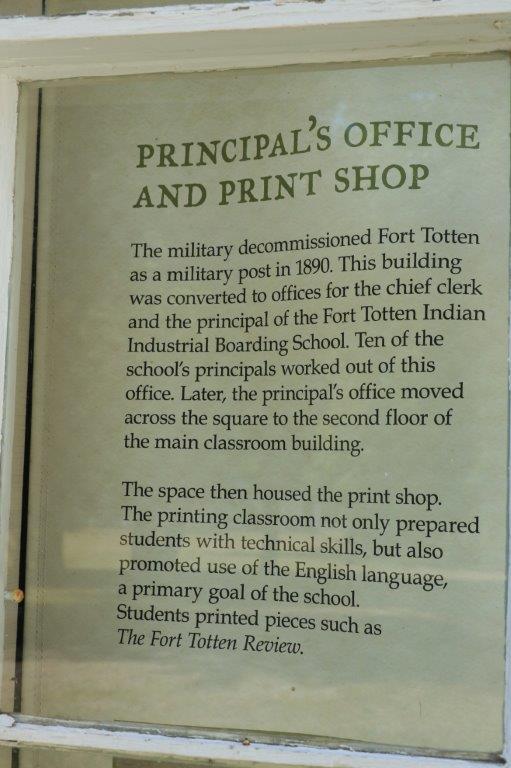 PRINCIPAL'S OFFICE
AND PRINT SHOP
The military decommissioned Fort Totten
as a military post in 1890. This building
was converted to offices for the chief clerk
and the principal of the Fort Totten Indian
Industrial Boarding School. Ten of the
school's principals worked out of this
office. Later, the principal's office moved
across the square to the second floor of
the main classroom building.
The space then housed the print shop.
The printing classroom not only prepared
students with technical skills, but also
promoted use of the English language,
a primary goal of the school.
Students printed pieces such as
The Fort Totten Review.